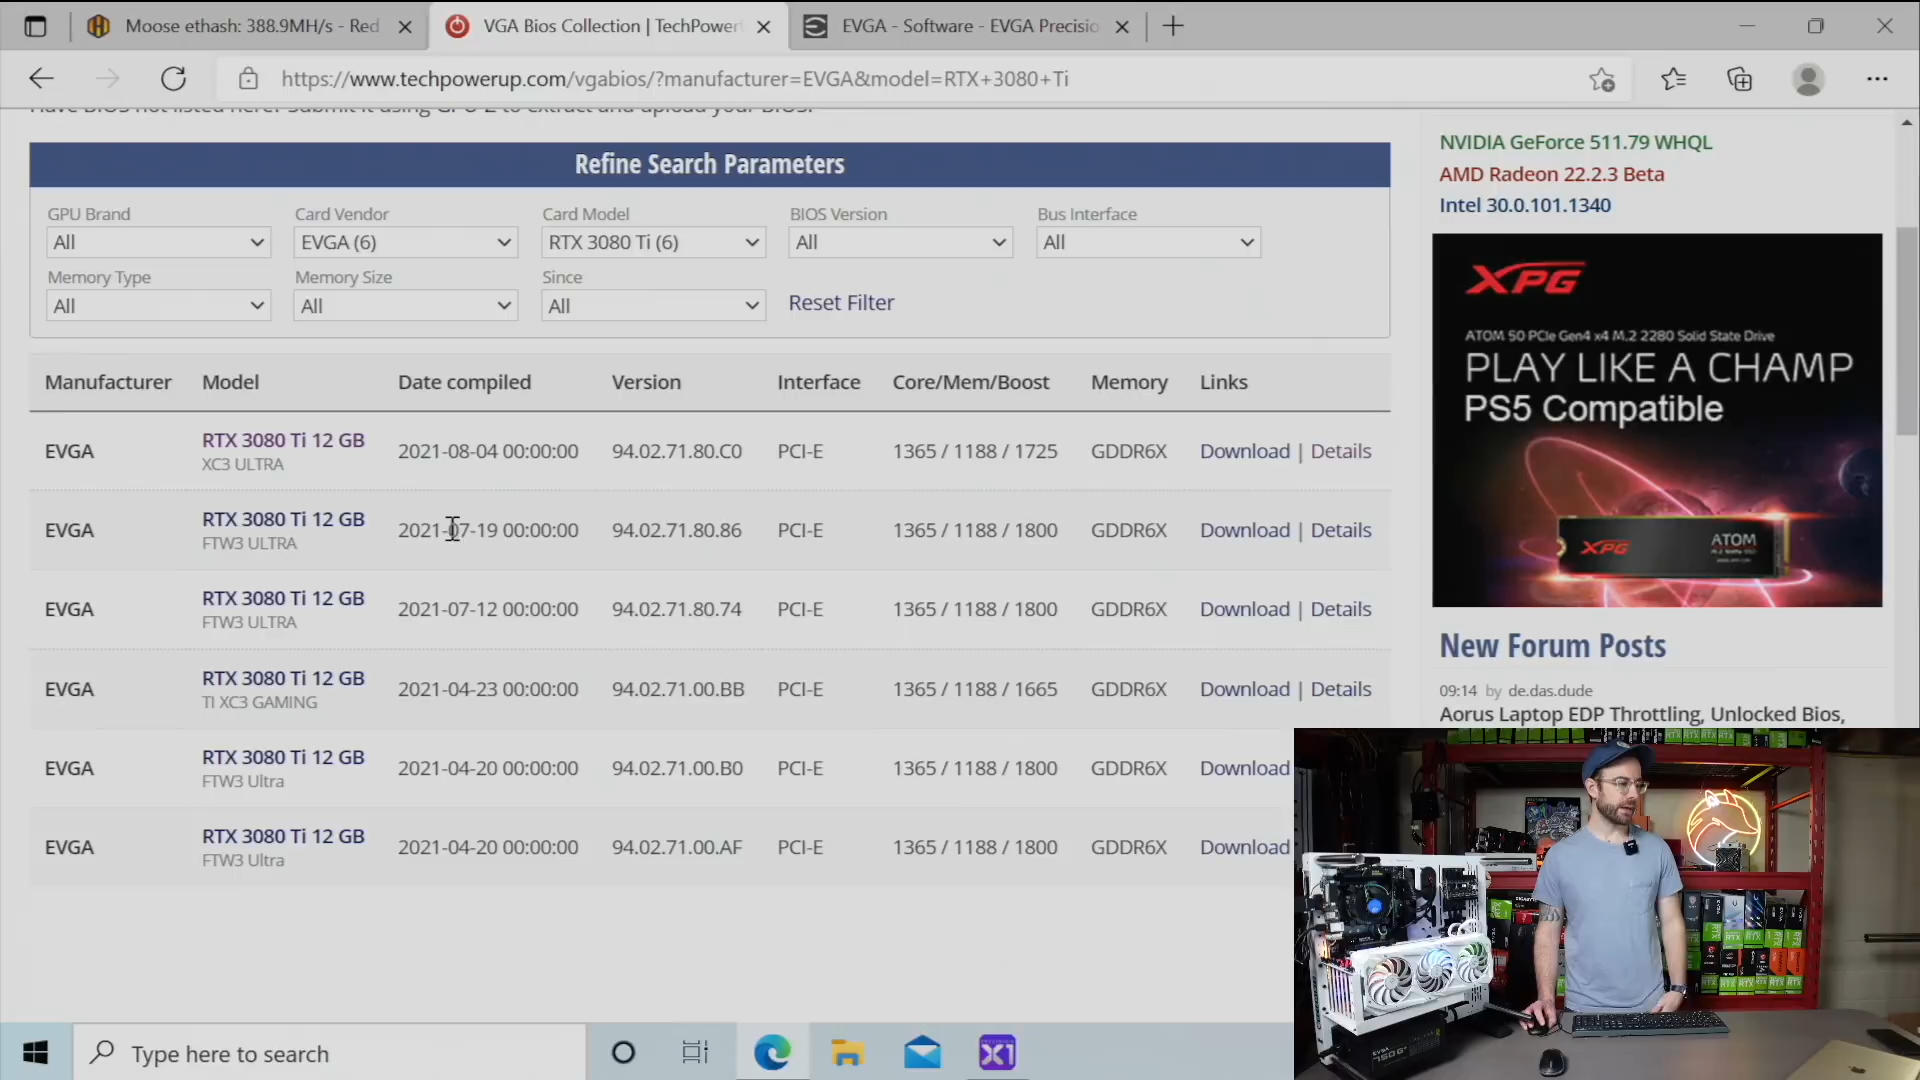 Moose ethash: 388.9MH/s - Red
VGA Bios Collection | TechPower
EVGA - Software - EVGA Precisio
https://www.techpowerup.com/vgabios/?manufacturer=EVGA&model=RTX+3080+Ti
Refine Search Parameters
GPU Brand
Card Vendor
Card Model
BIOS Version
Bus Interface
All
EVGA (6)
RTX 3080 Ti (6)
All
All
Memory Type
Memory Size
Since
All
All
All
Reset Filter
Manufacturer Model Date compiled Version Interface Core/Mem/Boost Memory Links
EVGA RTX 3080 Ti 12 GB 2021-08-04 00:00:00 94.02.71.80.C0 PCI-E 1365 / 1188 / 1725 GDDR6X Download | Details
XC3 ULTRA
EVGA RTX 3080 Ti 12 GB 2021-07-19 00:00:00 94.02.71.80.86 PCI-E 1365 / 1188 / 1800 GDDR6X Download | Details
FTW3 ULTRA
EVGA RTX 3080 Ti 12 GB 2021-07-12 00:00:00 94.02.71.80.74 PCI-E 1365 / 1188 / 1800 GDDR6X Download | Details
FTW3 ULTRA
EVGA RTX 3080 Ti 12 GB 2021-04-23 00:00:00 94.02.71.00.BB PCI-E 1365 / 1188 / 1665 GDDR6X Download | Details
TI XC3 GAMING
EVGA RTX 3080 Ti 12 GB 2021-04-20 00:00:00 94.02.71.00.B0 PCI-E 1365 / 1188 / 1800 GDDR6X Download
FTW3 Ultra
EVGA RTX 3080 Ti 12 GB 2021-04-20 00:00:00 94.02.71.00.AF PCI-E 1365 / 1188 / 1800 GDDR6X Download
FTW3 Ultra
NVIDIA GeForce 511.79 WHQL
AMD Radeon 22.2.3 Beta
Intel 30.0.101.1340
XPG
ATOM 50 PCIe Gen4 x4 M.2 2280 Solid State Drive
PLAY LIKE A CHAMP
PS5 Compatible
XPG
ATOM
New Forum Posts
09:14 by de.das.dude
Aorus Laptop EDP Throttling, Unlocked Bios,
Type here to search
X1